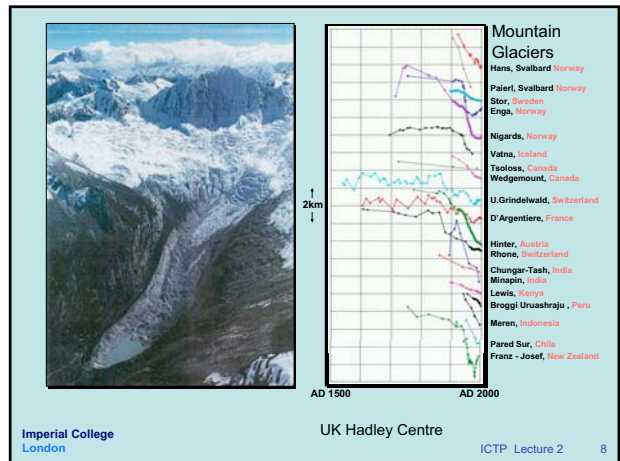 Mountain
Glaciers
Hans, Svalbard Norway
Paierl, Svalbard Norway
Stor, Sweden
Enga, Norway
Nigards, Norway
Vatna, Iceland
Tsoloss, Canada
Wedgemount, Canada
2km
U.Grindelwald, Switzerland
D'Argentiere, France
Hinter, Austria
Rhone, Switzerland
Chungar-Tash, India
Minapin, India
Lewis, Kenya
Broggi Uruashraju , Peru
Meren, Indonesia
Pared Sur, Chile
Franz - Josef, New Zealand
AD 1500 AD 2000
UK Hadley Centre
Imperial College
London
ICTP Lecture 2 8